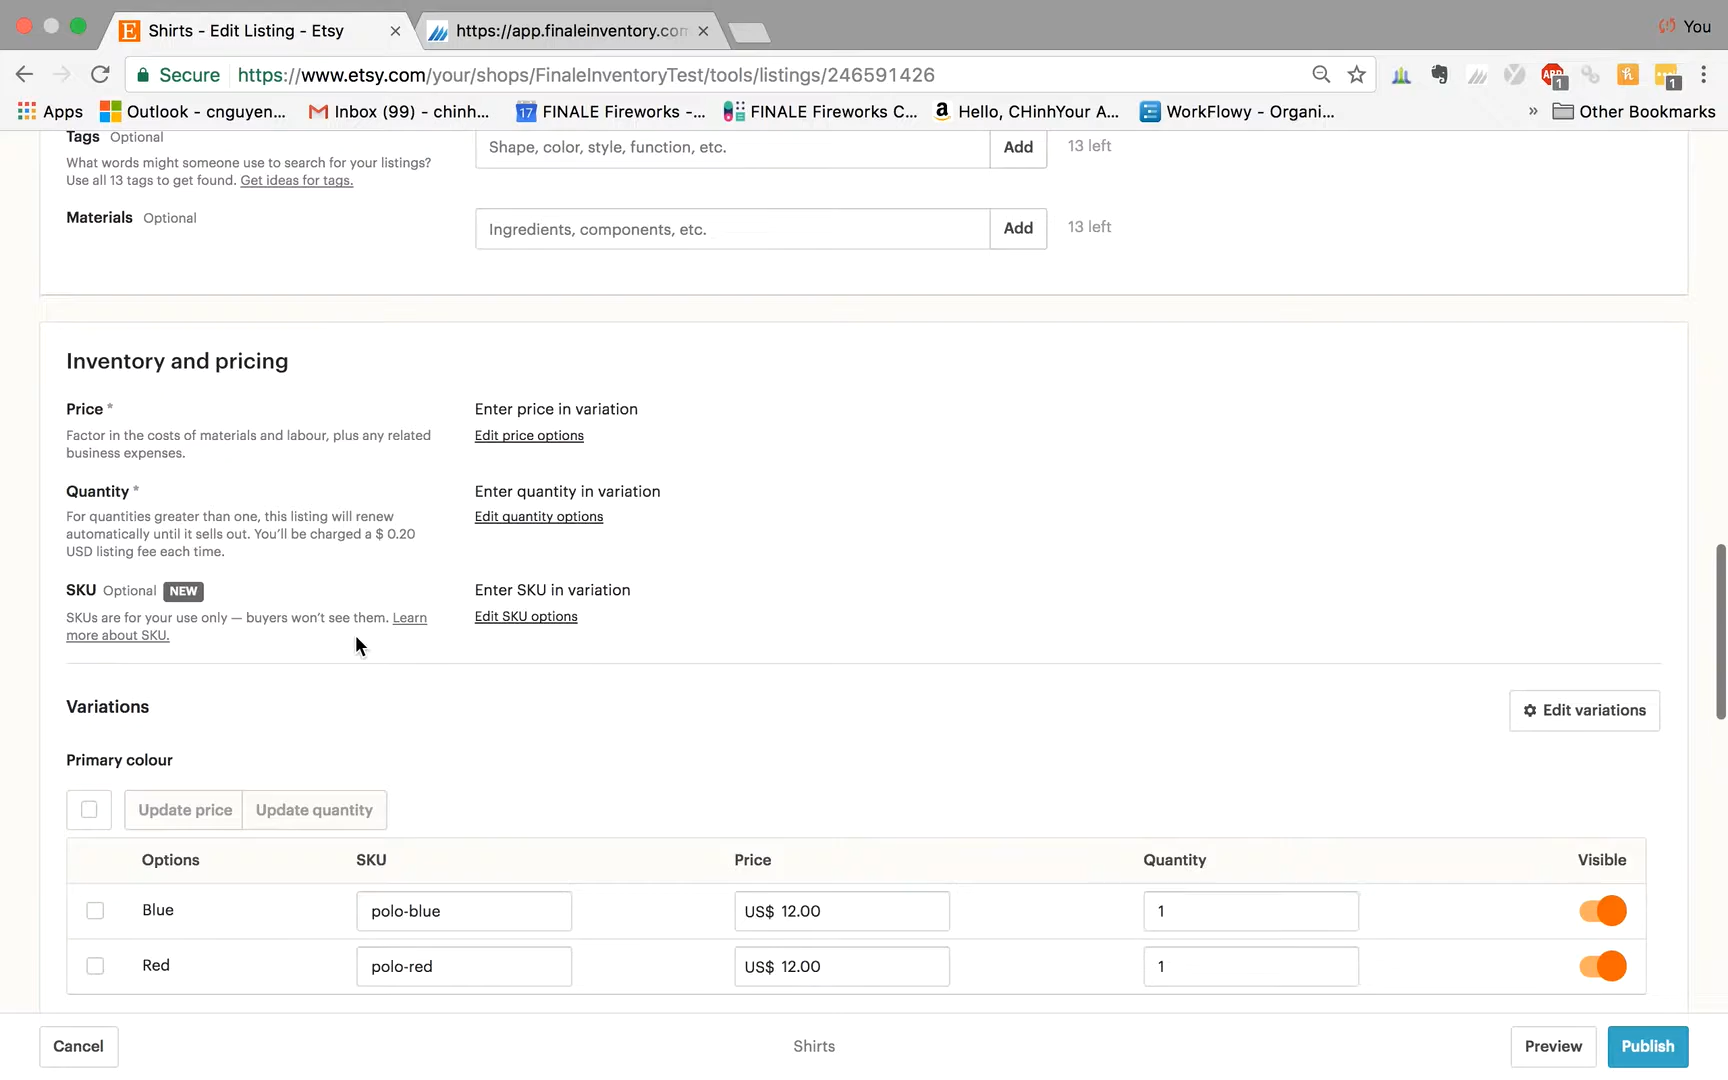 Shirts - Edit Listing - Etsy
https://app.finaleinventory.com
You
Secure
https://www.etsy.com/your/shops/FinaleInventoryTest/tools/listings/246591426
Apps
Outlook - cnguyen...
Inbox (99) - chinh...
FINALE Fireworks -...
FINALE Fireworks C...
Hello, CHinhYour A...
WorkFlowy - Organi...
» Other Bookmarks
Tags Optional
What words might someone use to search for your listings?
Use all 13 tags to get found. Get ideas for tags.
Shape, color, style, function, etc.
Add
13 left
Materials Optional
Ingredients, components, etc.
Add
13 left
Inventory and pricing
Price *
Factor in the costs of materials and labour, plus any related
business expenses.
Enter price in variation
Edit price options
Quantity *
For quantities greater than one, this listing will renew
automatically until it sells out. You'll be charged a $ 0.20
USD listing fee each time.
Enter quantity in variation
Edit quantity options
SKU Optional NEW
SKUs are for your use only — buyers won't see them. Learn
more about SKU.
Enter SKU in variation
Edit SKU options
Variations
Edit variations
Primary colour
Update price
Update quantity
Options SKU Price Quantity Visible
Blue polo-blue US$ 12.00 1
Red polo-red US$ 12.00 1
Cancel
Shirts
Preview
Publish